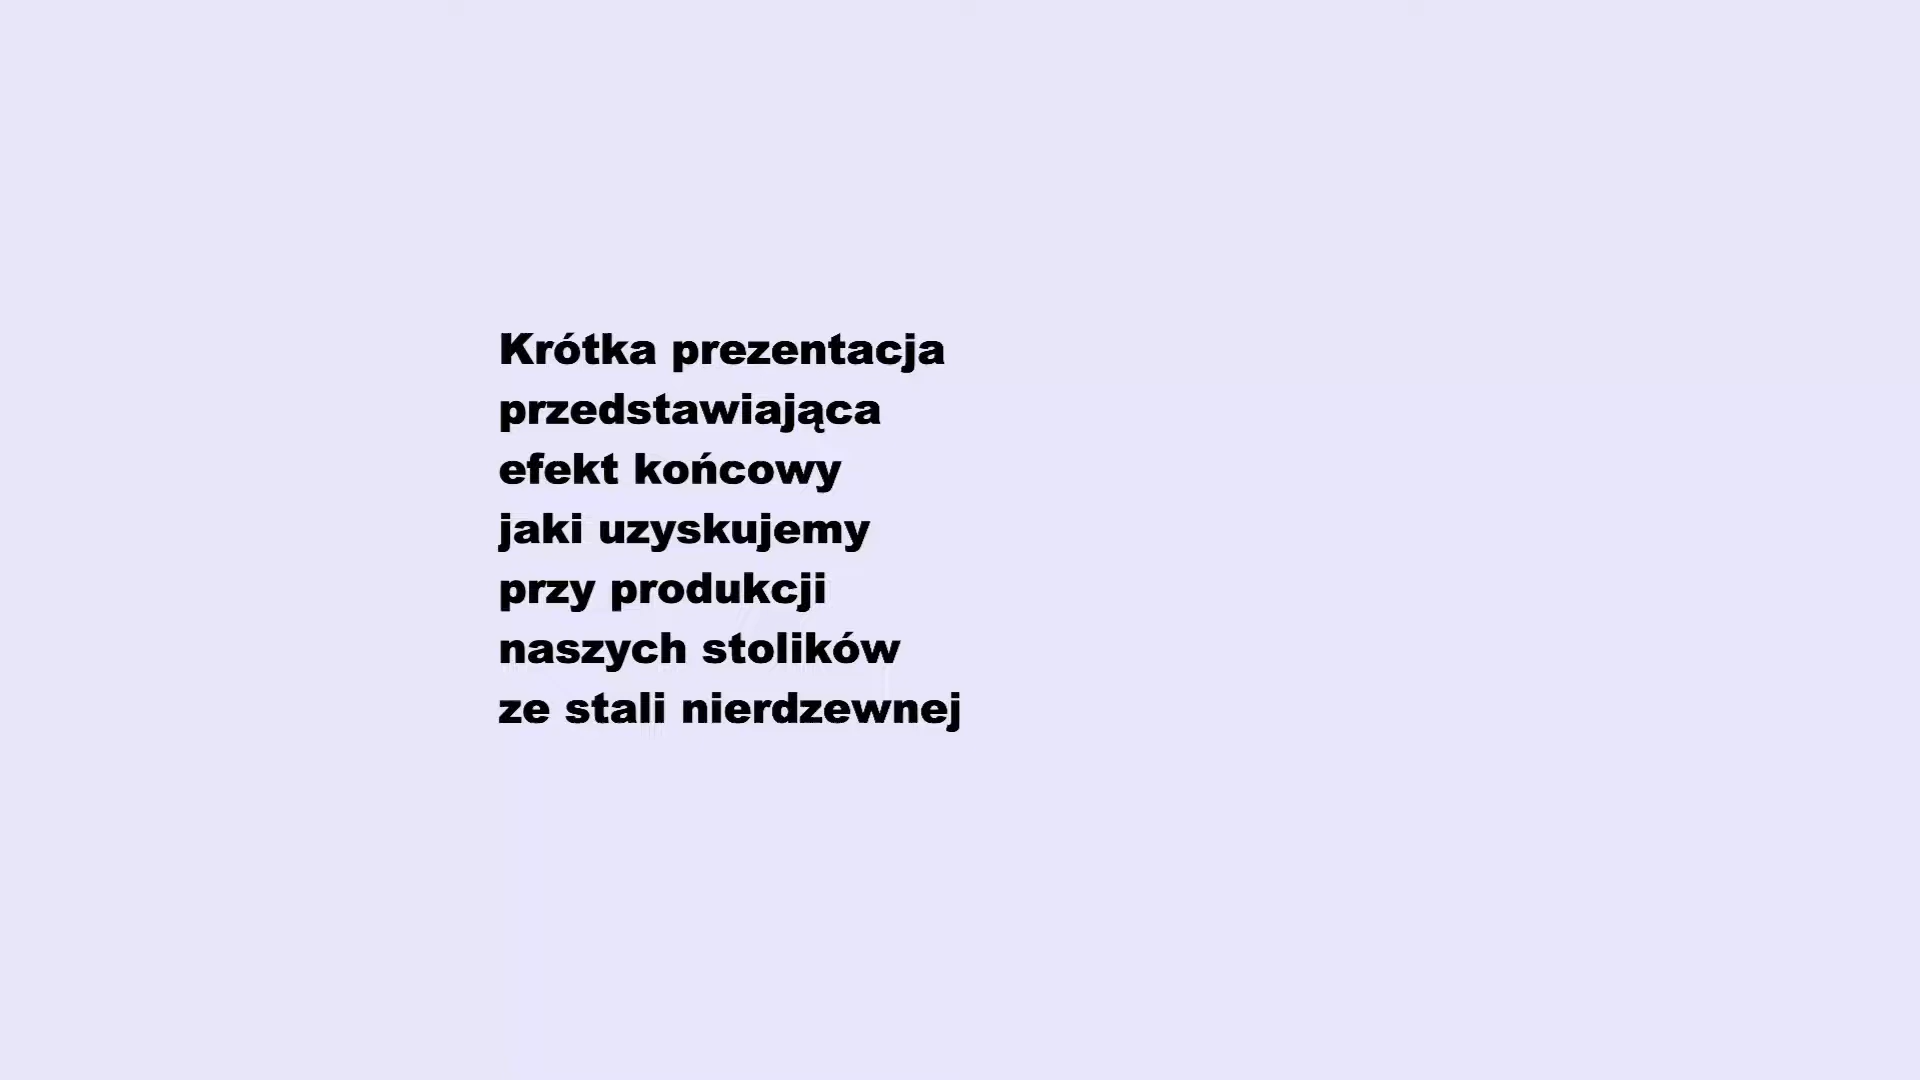 Krótka prezentacja
przedstawiająca
efekt końcowy
jaki uzyskujemy
przy produkcji
naszych stolików
ze stali nierdzewnej